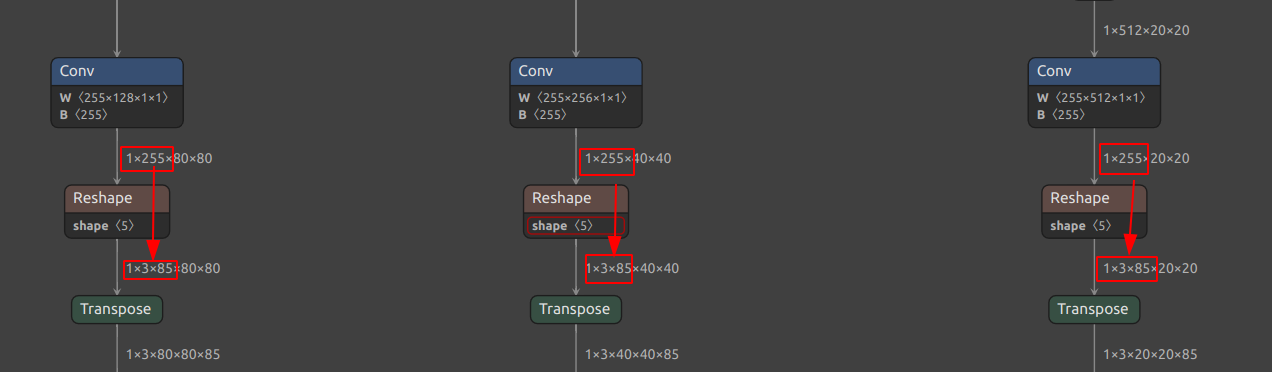 1×512×20×20
Conv
W〈255×128×1×1〉
B〈255〉
Conv
W〈255×256×1×1〉
B〈255〉
Conv
W〈255×512×1×1〉
B〈255〉
1×255×80×80
1×255×40×40
1×255×20×20
Reshape
shape〈5〉
Reshape
shape〈5〉
Reshape
shape〈5〉
1×3×85×80×80
1×3×85×40×40
1×3×85×20×20
Transpose
Transpose
Transpose
1×3×80×80×85
1×3×40×40×85
1×3×20×20×85